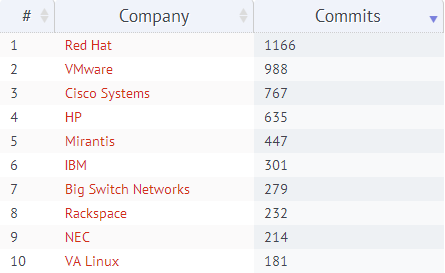 # Company Commits
1 Red Hat 1166
2 VMware 988
3 Cisco Systems 767
4 HP 635
5 Mirantis 447
6 IBM 301
7 Big Switch Networks 279
8 Rackspace 232
9 NEC 214
10 VA Linux 181